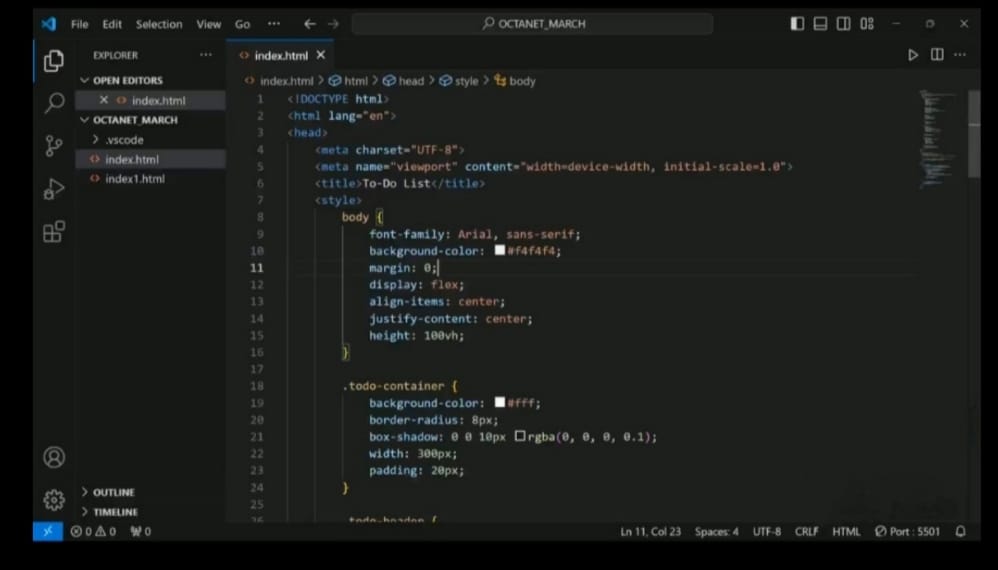 File Edit Selection View Go ··· ← → OCTANET_MARCH
EXPLORER ···
OPEN EDITORS
index.html
OCTANET_MARCH
.vscode
index.html
index1.html
OUTLINE
TIMELINE
index.html
index.html > html > head > style > body
1 <!DOCTYPE html>
2 <html lang="en">
3 <head>
4 <meta charset="UTF-8">
5 <meta name="viewport" content="width=device-width, initial-scale=1.0">
6 <title>To-Do List</title>
7 <style>
8 body {
9 font-family: Arial, sans-serif;
10 background-color: #f4f4f4;
11 margin: 0;
12 display: flex;
13 align-items: center;
14 justify-content: center;
15 height: 100vh;
16 }
17
18 .todo-container {
19 background-color: #fff;
20 border-radius: 8px;
21 box-shadow: 0 0 10px rgba(0, 0, 0, 0.1);
22 width: 300px;
23 padding: 20px;
24 }
25
26 .todo-header {
0 0 0 Ln 11, Col 23 Spaces: 4 UTF-8 CRLF HTML Port : 5501